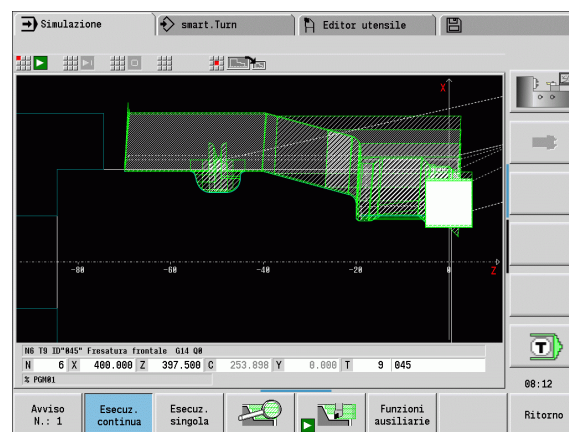 Simulazione smart.Turn Editor utensile
X
-80 -60 -40 -20 0 Z
N6 T9 ID"045" Fresatura frontale G14 Q0
N 6 X 400.000 Z 397.500 C 253.898 Y 0.000 T 9 045
% PGM01
T
08:12
Avviso Esecuz. Esecuz. Funzioni Ritorno
N.: 1 continua singola ausiliarie